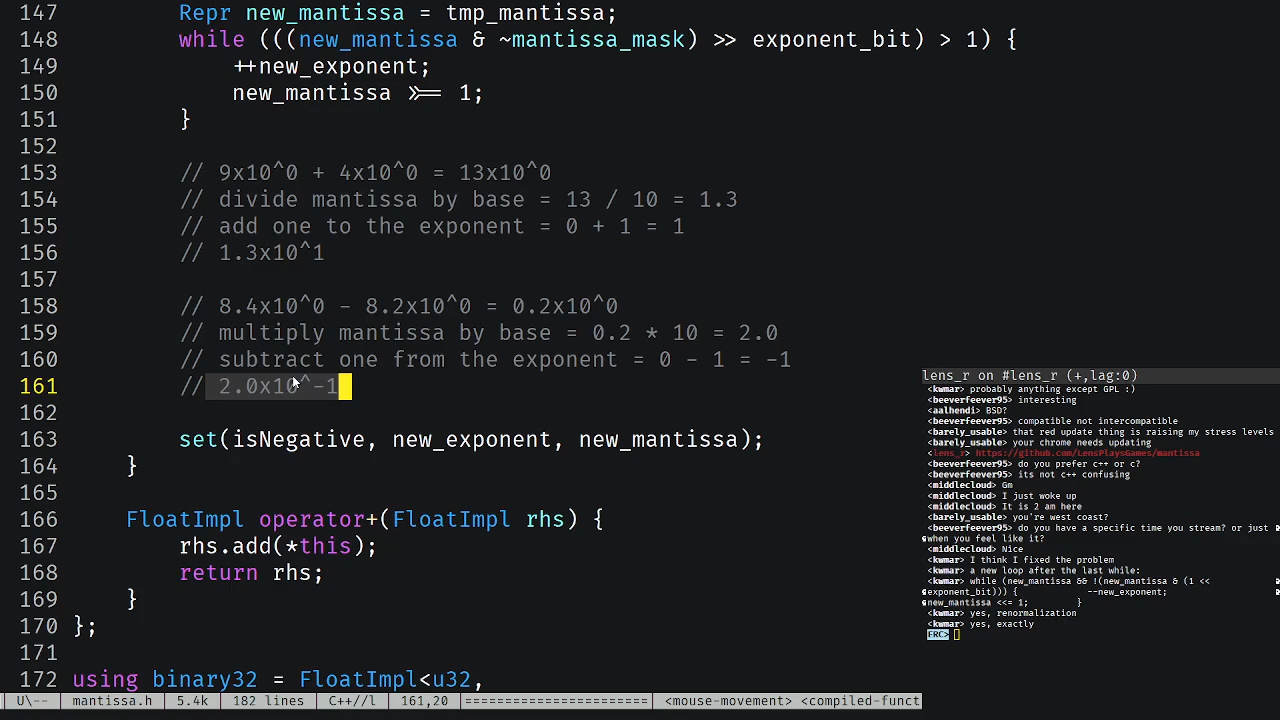 147         Repr new_mantissa = tmp_mantissa;
148         while (((new_mantissa & ~mantissa_mask) >> exponent_bit) > 1) {
149             ++new_exponent;
150             new_mantissa >>= 1;
151         }
152
153         // 9x10^0 + 4x10^0 = 13x10^0
154         // divide mantissa by base = 13 / 10 = 1.3
155         // add one to the exponent = 0 + 1 = 1
156         // 1.3x10^1
157
158         // 8.4x10^0 - 8.2x10^0 = 0.2x10^0
159         // multiply mantissa by base = 0.2 * 10 = 2.0
160         // subtract one from the exponent = 0 - 1 = -1
161         // 2.0x10^-1
162
163         set(isNegative, new_exponent, new_mantissa);
164     }
165
166     FloatImpl operator+(FloatImpl rhs) {
167         rhs.add(*this);
168         return rhs;
169     }
170 };
171
172 using binary32 = FloatImpl<u32,
U\-- mantissa.h 5.4k 182 lines C++//l 161,20 ======================= <mouse-movement> <compiled-funct
lens_r on #lens_r (+,lag:0)
<kwmar> probably anything except GPL :)
<beeverfeever95> interesting
<aalhendi> BSD?
<beeverfeever95> compatible not intercompatible
<barely_usable> that red update thing is raising my stress levels
<barely_usable> your chrome needs updating
<lens_r> https://github.com/LensPlaysGames/mantissa
<beeverfeever95> do you prefer c++ or c?
<beeverfeever95> its not c++ confusing
<middlecloud> Gm
<middlecloud> I just woke up
<middlecloud> It is 2 am here
<barely_usable> you're west coast?
<beeverfeever95> do you have a specific time you stream? or just
when you feel like it?
<middlecloud> Nice
<kwmar> I think I fixed the problem
<kwmar> a new loop after the last while:
<kwmar> while (new_mantissa && !(new_mantissa & (1 <<
exponent_bit))) { --new_exponent;
new_mantissa <<= 1; }
<kwmar> yes, renormalization
<kwmar> yes, exactly
ERC>